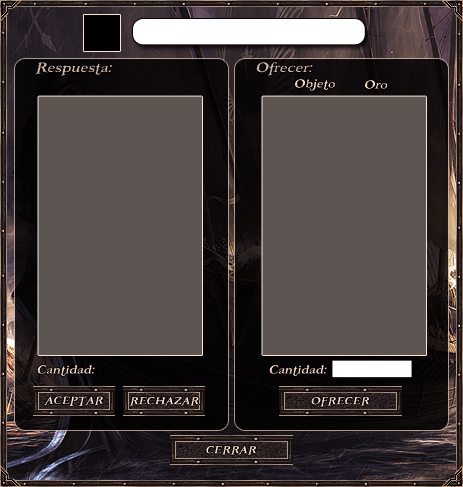 Respuesta:
Ofrecer:
Objeto Oro
Cantidad:
Cantidad:
ACEPTAR RECHAZAR
OFRECER
CERRAR